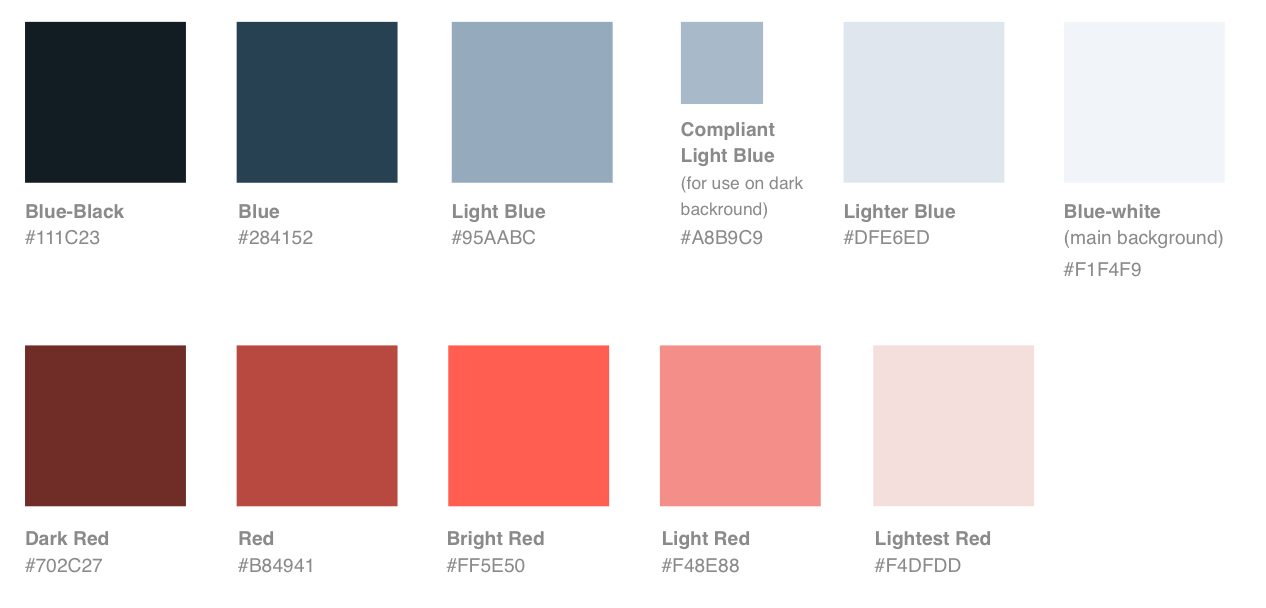 Blue-Black
#111C23
Blue
#284152
Light Blue
#95AABC
Compliant
Light Blue
(for use on dark
backround)
#A8B9C9
Lighter Blue
#DFE6ED
Blue-white
(main background)
#F1F4F9
Dark Red
#702C27
Red
#B84941
Bright Red
#FF5E50
Light Red
#F48E88
Lightest Red
#F4DFDD